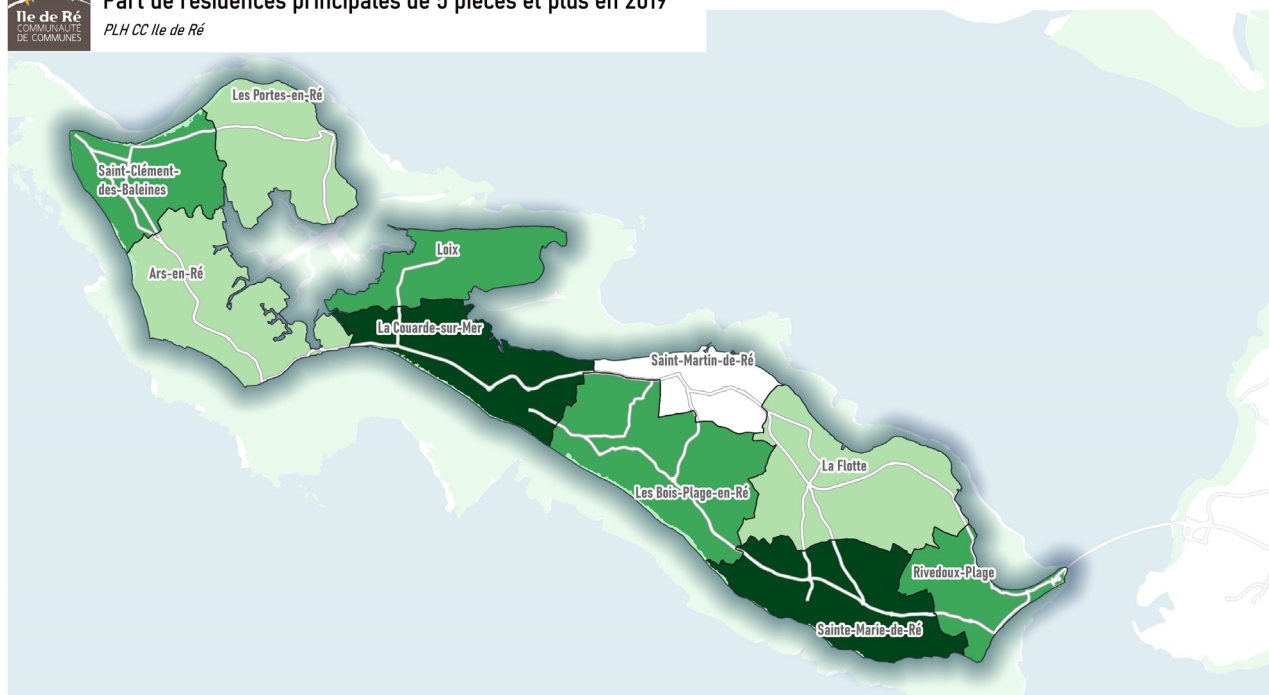 Part de résidences principales de 5 pièces et plus en 2019
PLH CC Ile de Ré
Ile de Ré
COMMUNAUTÉ
DE COMMUNES
Les Portes-en-Ré
Saint-Clément-
des-Baleines
Loix
Ars-en-Ré
La Couarde-sur-Mer
Saint-Martin-de-Ré
La Flotte
Les Bois-Plage-en-Ré
Rivedoux-Plage
Sainte-Marie-de-Ré